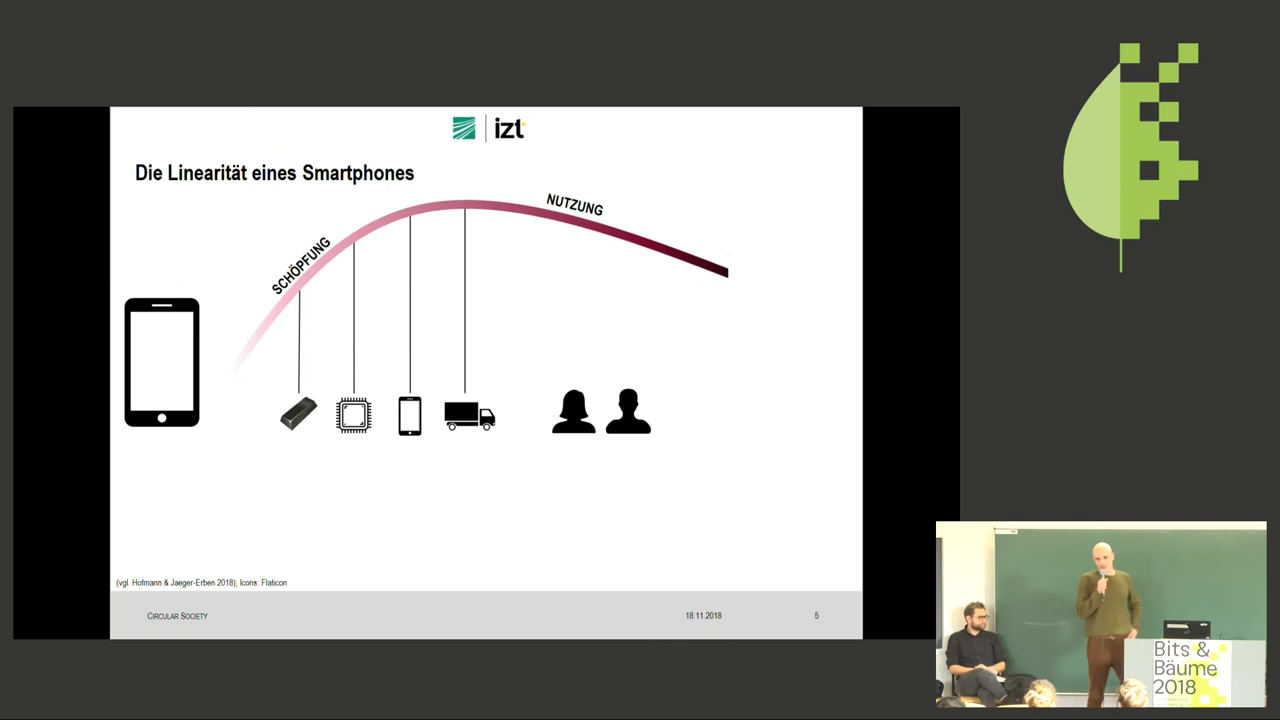 izt
Die Linearität eines Smartphones
SCHÖPFUNG
NUTZUNG
(vgl. Hofmann & Jaeger-Erben 2018); Icons: Flaticon
CIRCULAR SOCIETY
18.11.2018
5
Bits &
Bäume
2018